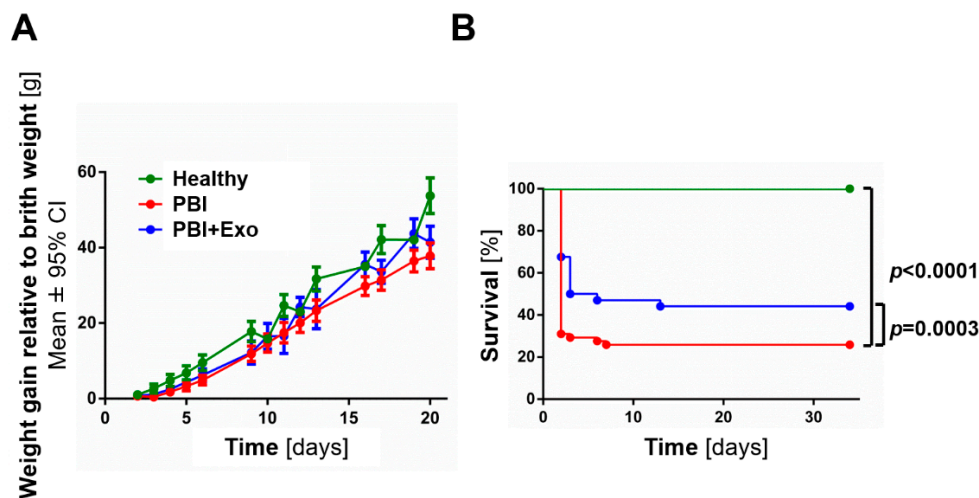 A
Weight gain relative to brith weight [g]
Mean ± 95% CI
60
40
20
0
Healthy
PBI
PBI+Exo
0
5
10
15
20
Time [days]
B
Survival [%]
100
80
60
40
20
0
0
10
20
30
Time [days]
p<0.0001
p=0.0003